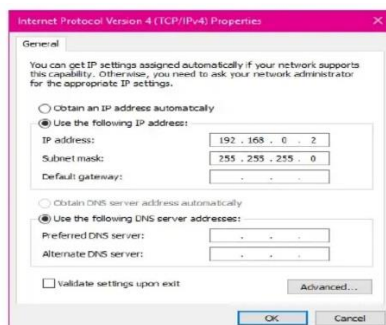 Internet Protocol Version 4 (TCP/IPv4) Properties
General
You can get IP settings assigned automatically if your network supports
this capability. Otherwise, you need to ask your network administrator
for the appropriate IP settings.
Obtain an IP address automatically
Use the following IP address:
IP address: 192 . 168 . 0 . 2
Subnet mask: 255 . 255 . 255 . 0
Default gateway: . . .
Obtain DNS server address automatically
Use the following DNS server addresses:
Preferred DNS server: . . .
Alternate DNS server: . . .
Validate settings upon exit
Advanced...
OK Cancel